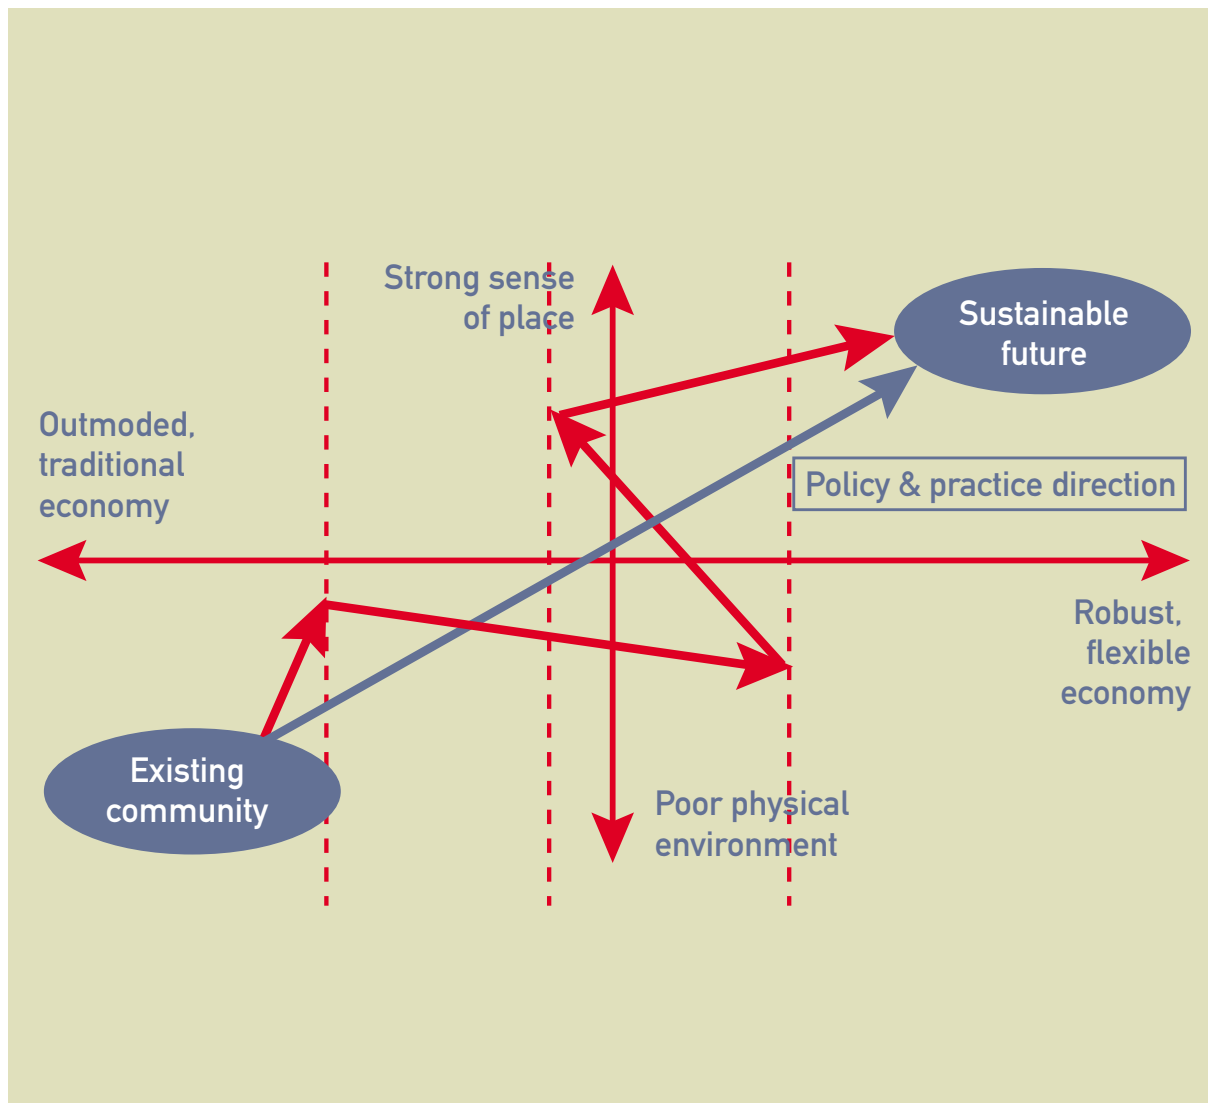 Strong sense
of place
Sustainable
future
Outmoded,
traditional
economy
Policy & practice direction
Robust,
flexible
economy
Existing
community
Poor physical
environment